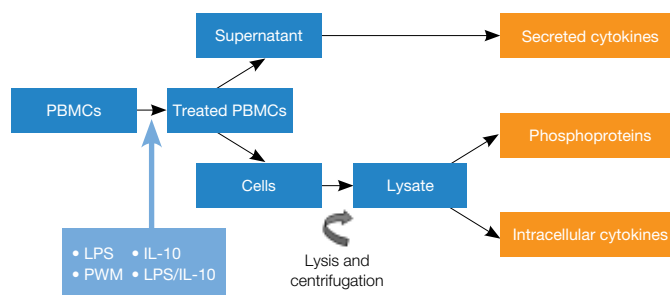 Supernatant
Secreted cytokines
PBMCs
Treated PBMCs
Phosphoproteins
Cells
Lysate
• LPS • IL-10
• PWM • LPS/IL-10
Lysis and
centrifugation
Intracellular cytokines